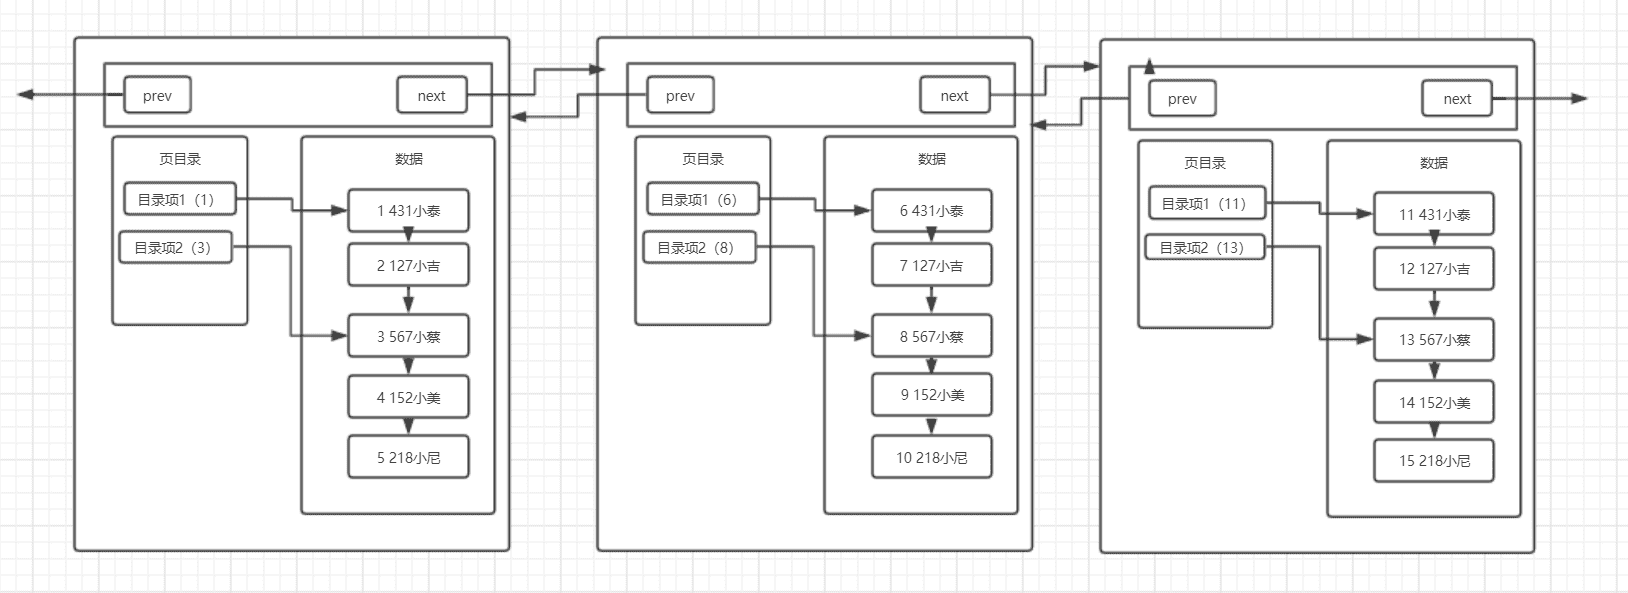 prev
next
页目录
数据
目录项1（1）
目录项2（3）
1 431小泰
2 127小吉
3 567小蔡
4 152小美
5 218小尼
prev
next
页目录
数据
目录项1（6）
目录项2（8）
6 431小泰
7 127小吉
8 567小蔡
9 152小美
10 218小尼
prev
next
页目录
数据
目录项1（11）
目录项2（13）
11 431小泰
12 127小吉
13 567小蔡
14 152小美
15 218小尼